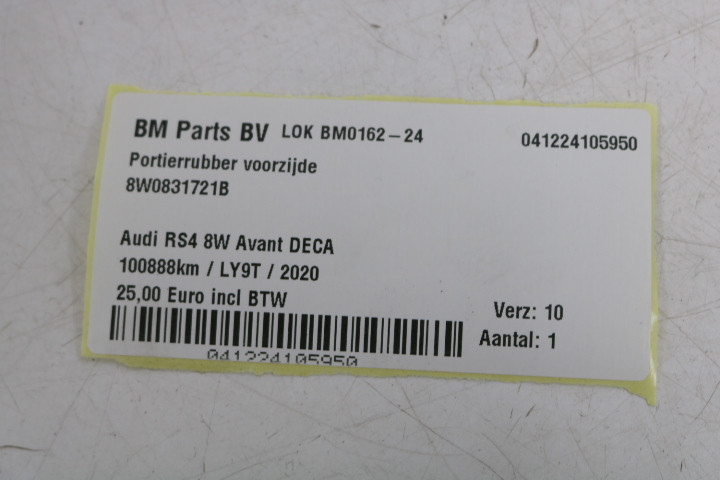 BM Parts BV LOK BM0162-24 041224105950
Portierrubber voorzijde
8W0831721B
Audi RS4 8W Avant DECA
100888km / LY9T / 2020
25,00 Euro incl BTW
Verz: 10
Aantal: 1
041224105950